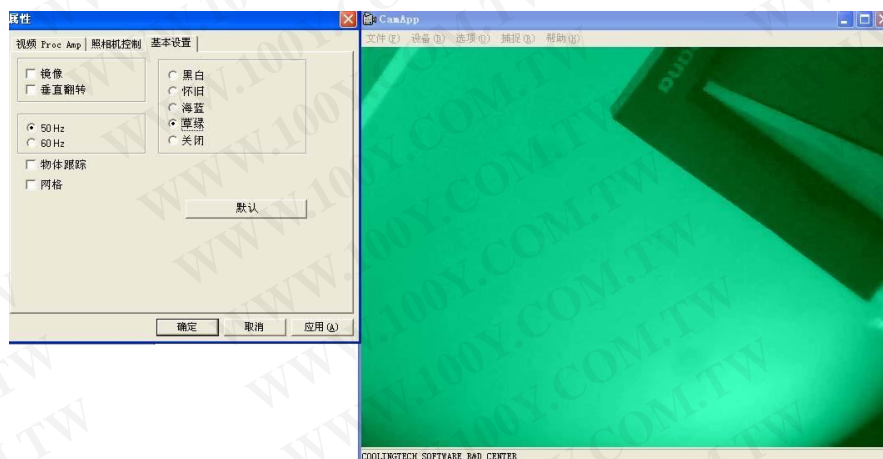 属性
视频 Proc Amp
照相机控制
基本设置
镜像
垂直翻转
50 Hz
60 Hz
物体跟踪
网格
黑白
怀旧
海蓝
草绿
关闭
默认
确定
取消
应用(A)
CamApp
文件(F) 设备(D) 选项(O) 捕捉(R) 帮助(H)
COOLINGTECH SOFTWARE R&D CENTER
WWW.100Y.COM.TW